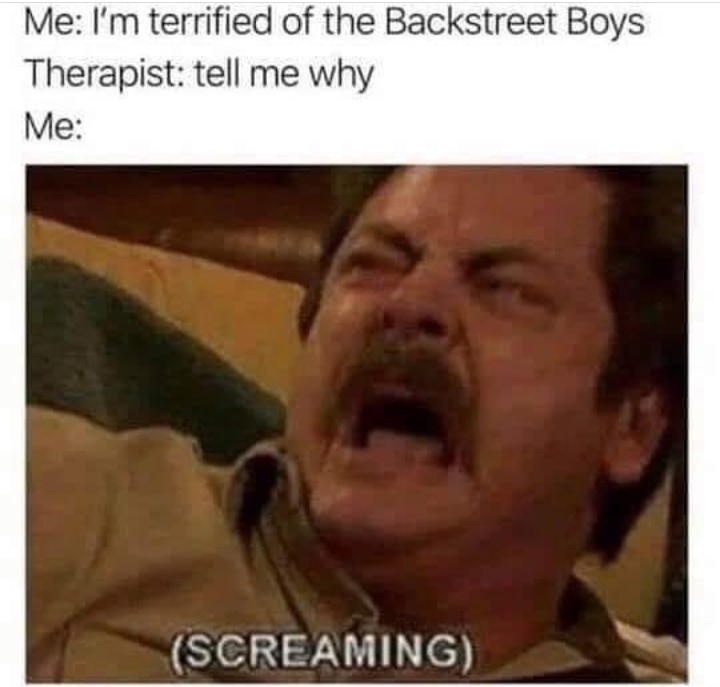 Me: I'm terrified of the Backstreet Boys
Therapist: tell me why
Me:
(SCREAMING)